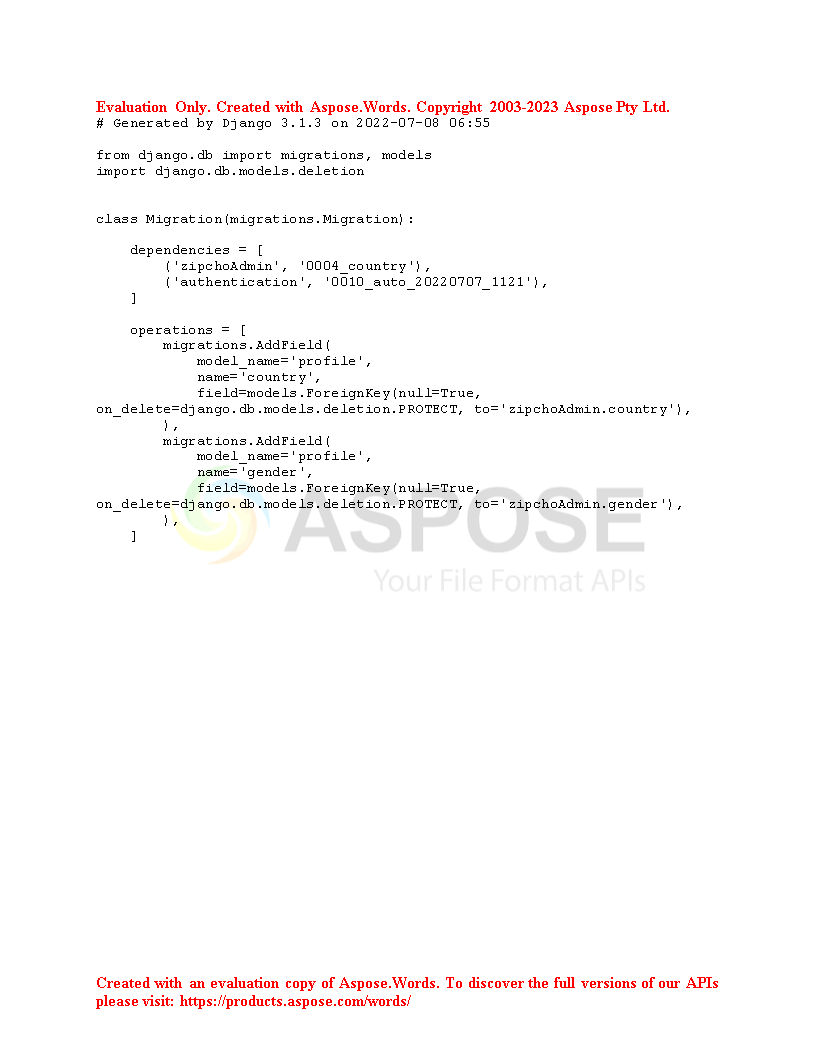 Evaluation Only. Created with Aspose.Words. Copyright 2003-2023 Aspose Pty Ltd.
# Generated by Django 3.1.3 on 2022-07-08 06:55

from django.db import migrations, models
import django.db.models.deletion


class Migration(migrations.Migration):

    dependencies = [
        ('zipchoAdmin', '0004_country'),
        ('authentication', '0010_auto_20220707_1121'),
    ]

    operations = [
        migrations.AddField(
            model_name='profile',
            name='country',
            field=models.ForeignKey(null=True,
on_delete=django.db.models.deletion.PROTECT, to='zipchoAdmin.country'),
        ),
        migrations.AddField(
            model_name='profile',
            name='gender',
            field=models.ForeignKey(null=True,
on_delete=django.db.models.deletion.PROTECT, to='zipchoAdmin.gender'),
        ),
    ]
ASPOSE
Your File Format APIs
Created with an evaluation copy of Aspose.Words. To discover the full versions of our APIs
please visit: https://products.aspose.com/words/